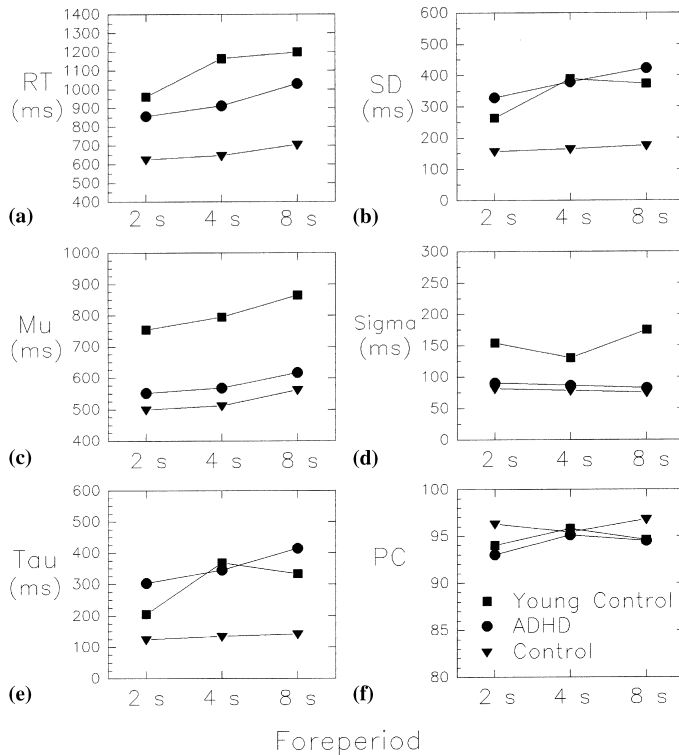 1400
1300
1200
1100
1000
900
800
700
600
500
400
RT
(ms)
(a)
2 s 4 s 8 s
600
500
400
300
200
100
0
SD
(ms)
(b)
2 s 4 s 8 s
1000
900
800
700
600
500
400
Mu
(ms)
(c)
2 s 4 s 8 s
300
250
200
150
100
50
0
Sigma
(ms)
(d)
2 s 4 s 8 s
600
500
400
300
200
100
0
Tau
(ms)
(e)
2 s 4 s 8 s
100
95
90
85
80
PC
Young Control
ADHD
Control
(f)
2 s 4 s 8 s
Foreperiod